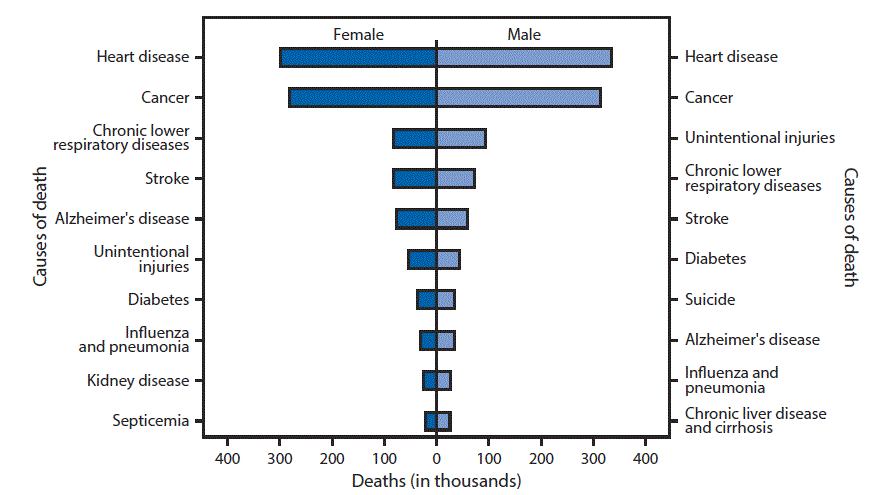 Female
Male
Heart disease
Cancer
Chronic lower
respiratory diseases
Stroke
Alzheimer's disease
Unintentional
injuries
Diabetes
Influenza
and pneumonia
Kidney disease
Septicemia
Causes of death
Heart disease
Cancer
Unintentional injuries
Chronic lower
respiratory diseases
Stroke
Diabetes
Suicide
Alzheimer's disease
Influenza and
pneumonia
Chronic liver disease
and cirrhosis
Causes of death
400 300 200 100 0 100 200 300 400
Deaths (in thousands)